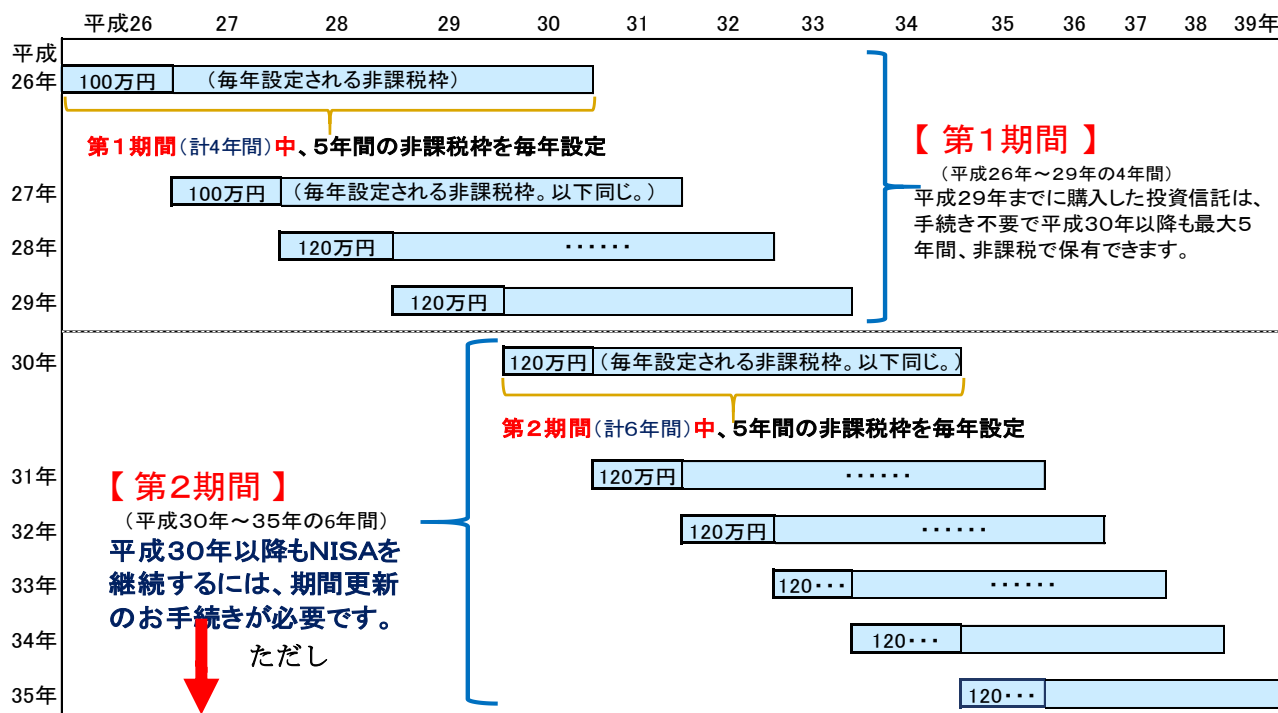 平成26 27 28 29 30 31 32 33 34 35 36 37 38 39年
平成
26年 100万円 （毎年設定される非課税枠）
第１期間(計4年間)中、5年間の非課税枠を毎年設定
【 第１期間 】
（平成26年～29年の4年間）
平成29年までに購入した投資信託は、
手続き不要で平成30年以降も最大5
年間、非課税で保有できます。
27年 100万円 （毎年設定される非課税枠。以下同じ。）
28年 120万円 ・・・・・・
29年 120万円
30年 120万円 （毎年設定される非課税枠。以下同じ。）
第２期間(計6年間)中、5年間の非課税枠を毎年設定
31年 120万円 ・・・・・・
【 第２期間 】
（平成30年～35年の6年間）
平成30年以降もNISAを
継続するには、期間更新
のお手続きが必要です。
ただし
32年 120万円 ・・・・・・
33年 120・・・ ・・・・・・
34年 120・・・
35年 120・・・